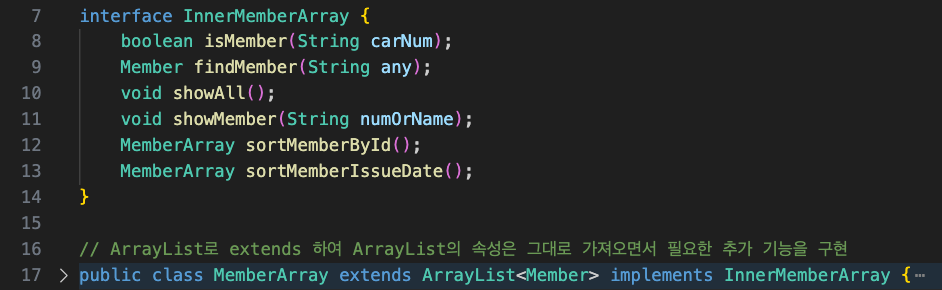 7 interface InnerMemberArray {
8 boolean isMember(String carNum);
9 Member findMember(String any);
10 void showAll();
11 void showMember(String numOrName);
12 MemberArray sortMemberById();
13 MemberArray sortMemberIssueDate();
14 }
15
16 // ArrayList로 extends 하여 ArrayList의 속성은 그대로 가져오면서 필요한 추가 기능을 구현
17 > public class MemberArray extends ArrayList<Member> implements InnerMemberArray { ⋯